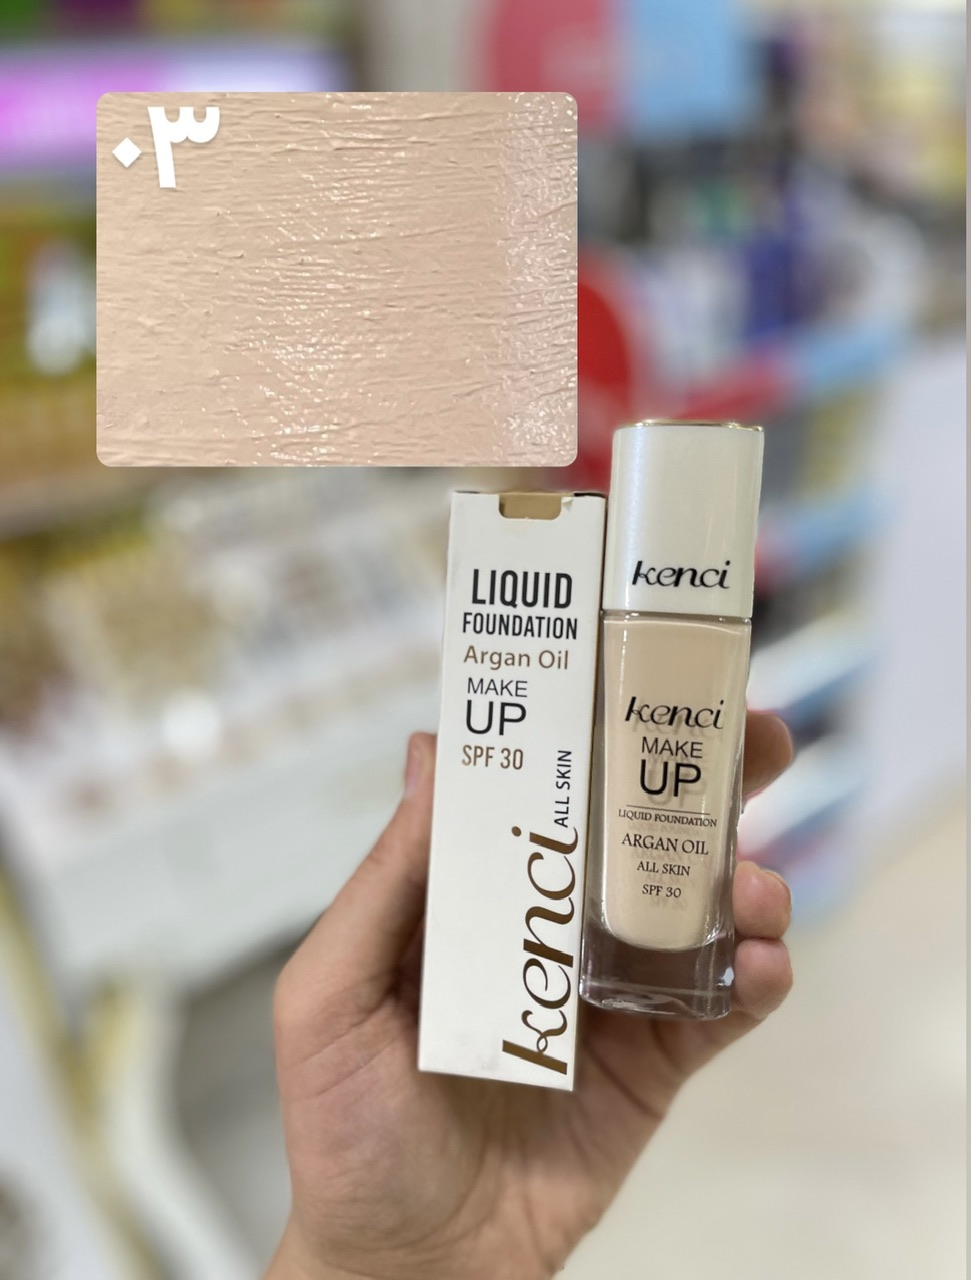 ۰۳
LIQUID
FOUNDATION
Argan Oil
MAKE
UP
SPF 30
ALL SKIN
kenci
kenci
kenci
MAKE
UP
LIQUID FOUNDATION
ARGAN OIL
ALL SKIN
SPF 30